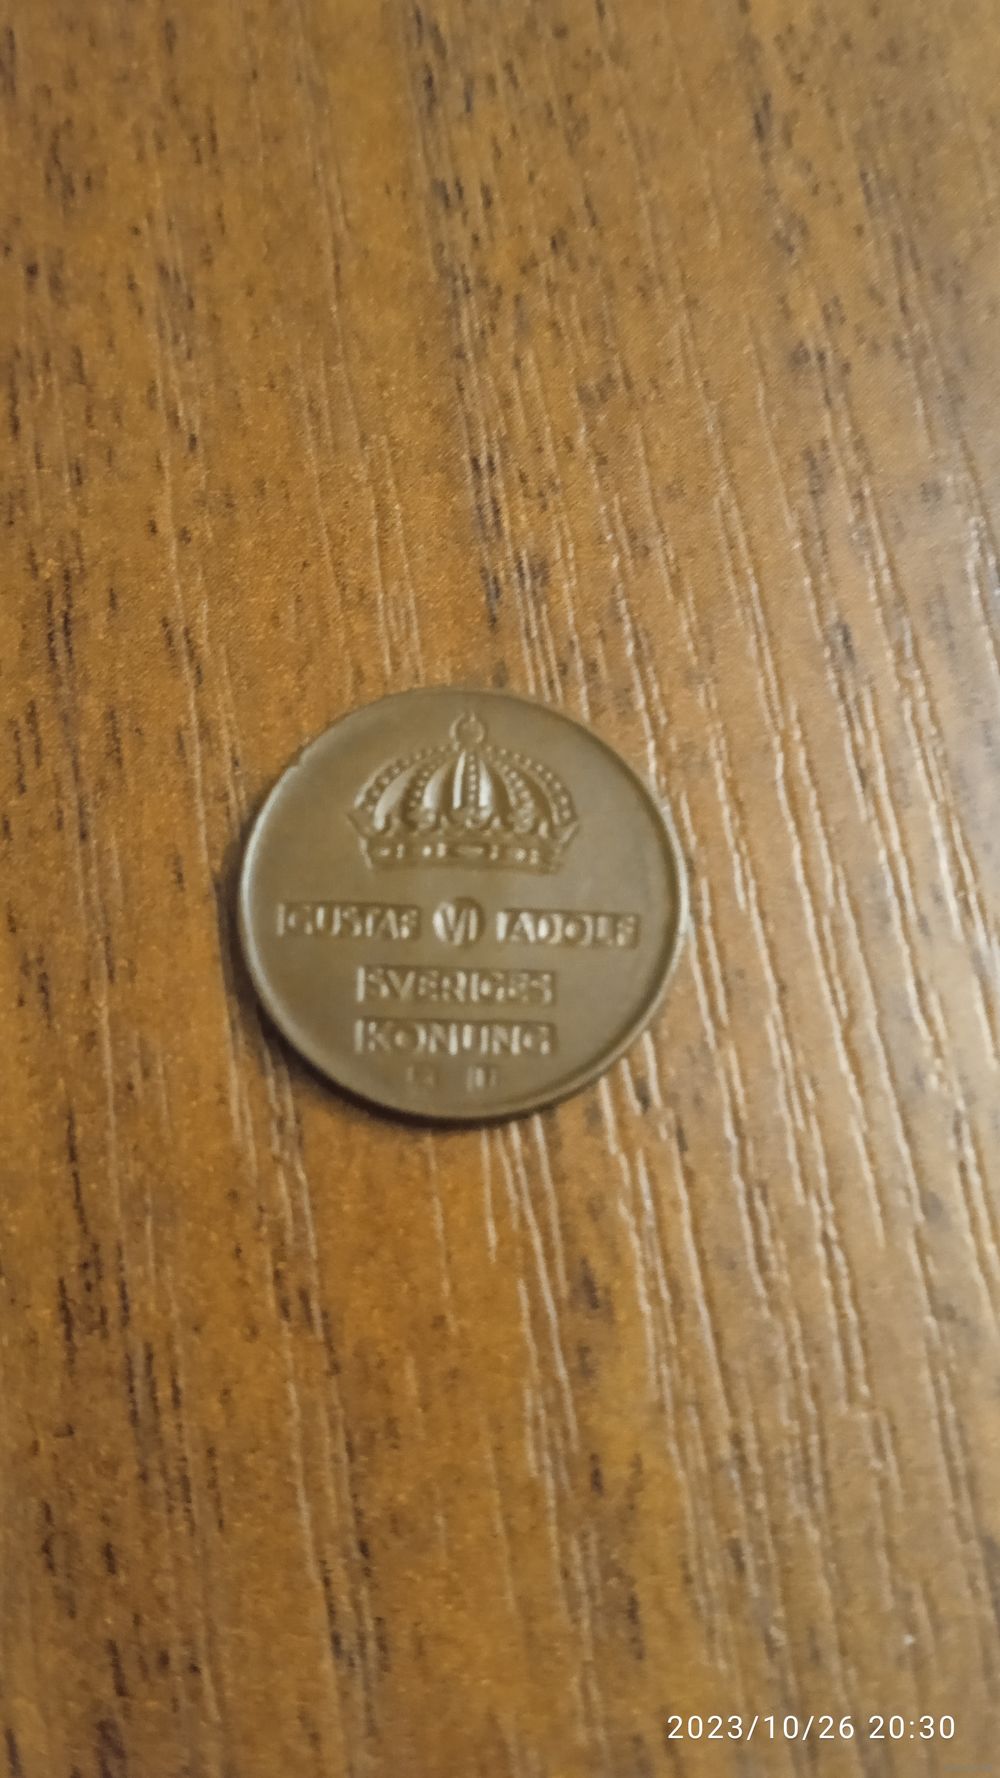 GUSTAF VI ADOLF
SVERIGES
KONUNG
2023/10/26 20:30